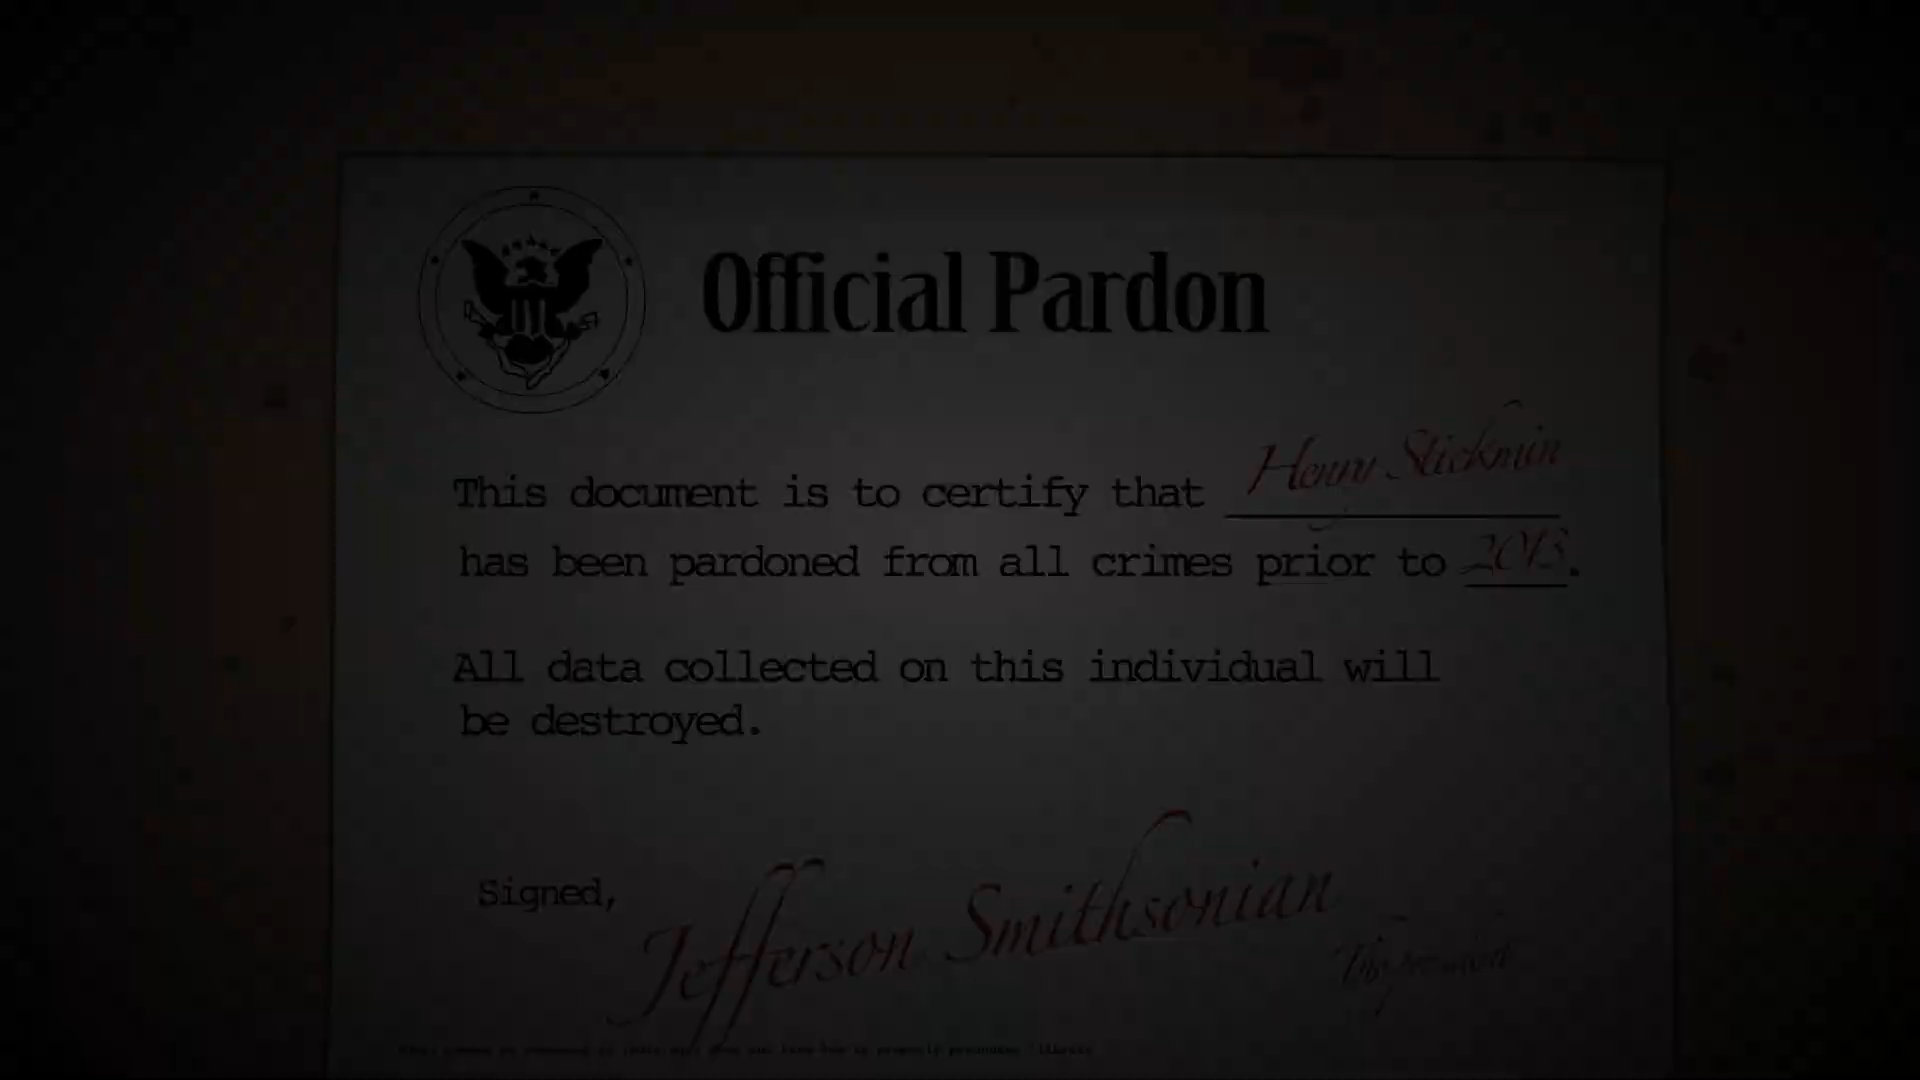 Official Pardon
This document is to certify that Henry Stickmin
has been pardoned from all crimes prior to 2013.
All data collected on this individual will
be destroyed.
Signed,
Jefferson Smithsonian